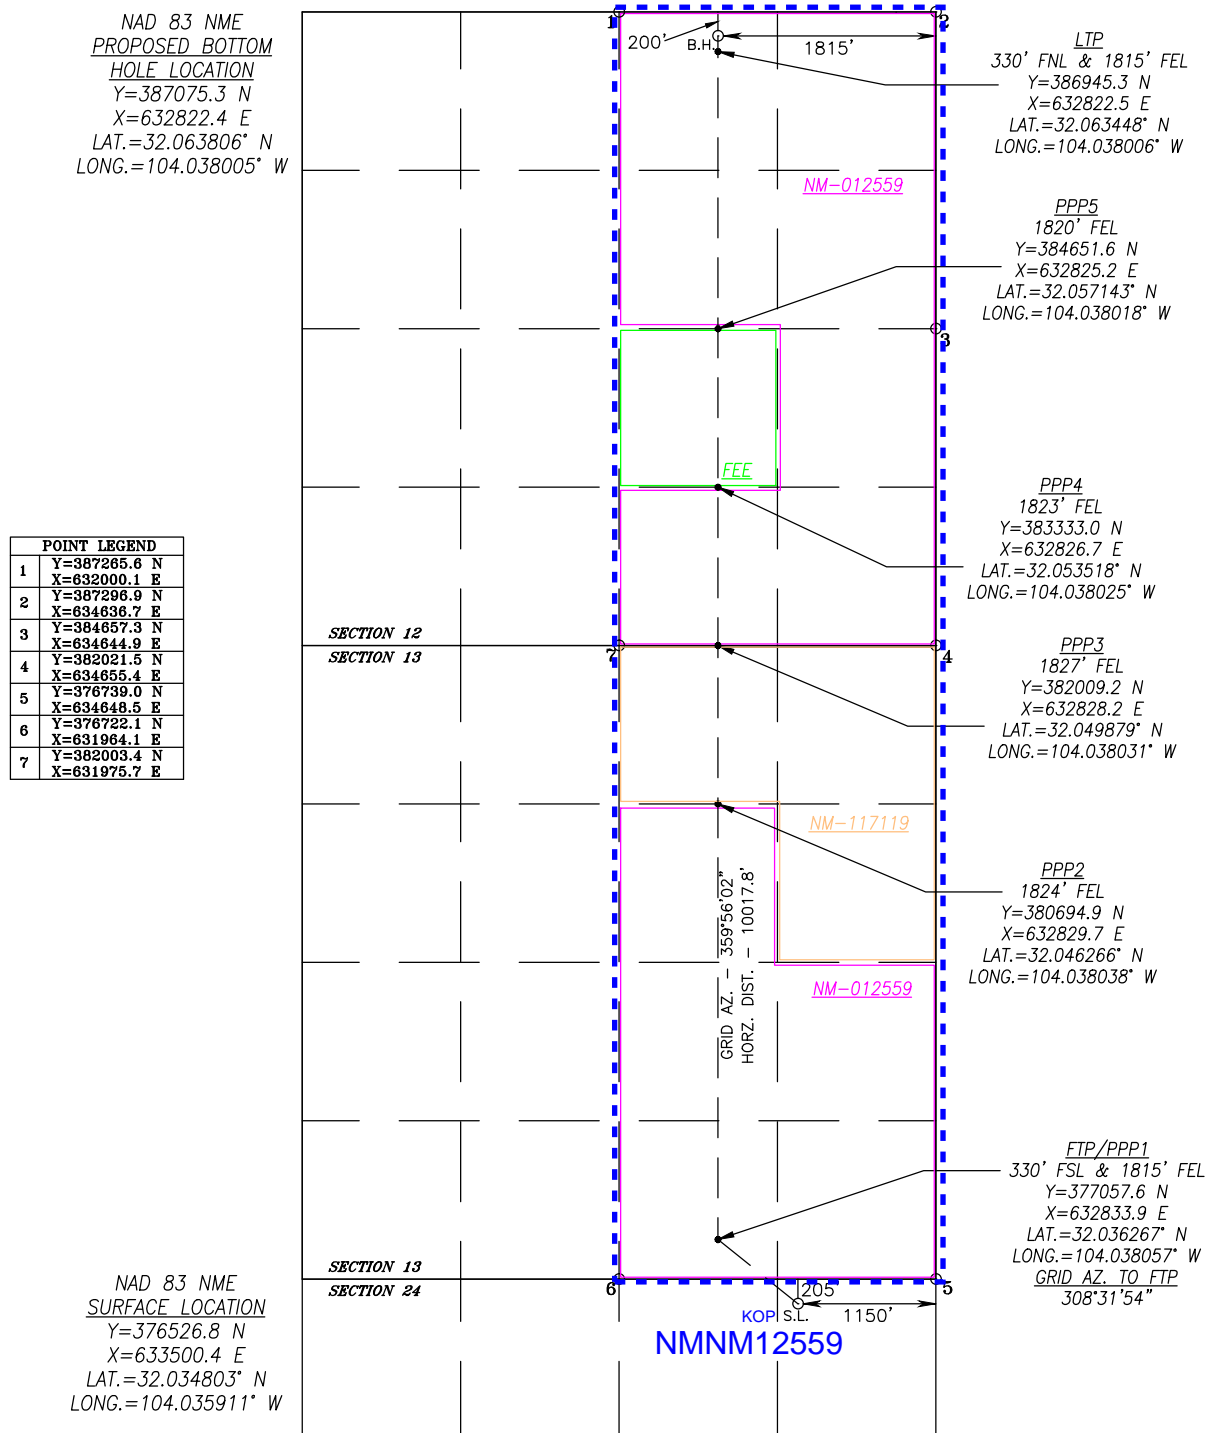 NAD 83 NME
PROPOSED BOTTOM
HOLE LOCATION
Y=387075.3 N
X=632822.4 E
LAT.=32.063806° N
LONG.=104.038005° W
1
2
200'
B.H.
1815'
LTP
330' FNL & 1815' FEL
Y=386945.3 N
X=632822.5 E
LAT.=32.063448° N
LONG.=104.038006° W
NM-012559
PPP5
1820' FEL
Y=384651.6 N
X=632825.2 E
LAT.=32.057143° N
LONG.=104.038018° W
3
FEE
PPP4
1823' FEL
Y=383333.0 N
X=632826.7 E
LAT.=32.053518° N
LONG.=104.038025° W
POINT LEGEND
1 Y=387265.6 N
X=632000.1 E
2 Y=387296.9 N
X=634636.7 E
3 Y=384657.3 N
X=634644.9 E
4 Y=382021.5 N
X=634655.4 E
5 Y=376739.0 N
X=634648.5 E
6 Y=376722.1 N
X=631964.1 E
7 Y=382003.4 N
X=631975.7 E
SECTION 12
SECTION 13
7
4
PPP3
1827' FEL
Y=382009.2 N
X=632828.2 E
LAT.=32.049879° N
LONG.=104.038031° W
NM-117119
PPP2
1824' FEL
Y=380694.9 N
X=632829.7 E
LAT.=32.046266° N
LONG.=104.038038° W
GRID AZ. - 359°56'02"
HORZ. DIST. - 10017.8'
NM-012559
FTP/PPP1
330' FSL & 1815' FEL
Y=377057.6 N
X=632833.9 E
LAT.=32.036267° N
LONG.=104.038057° W
GRID AZ. TO FTP
308°31'54"
SECTION 13
SECTION 24
6
5
205
KOP
S.L.
1150'
NMNM12559
NAD 83 NME
SURFACE LOCATION
Y=376526.8 N
X=633500.4 E
LAT.=32.034803° N
LONG.=104.035911° W